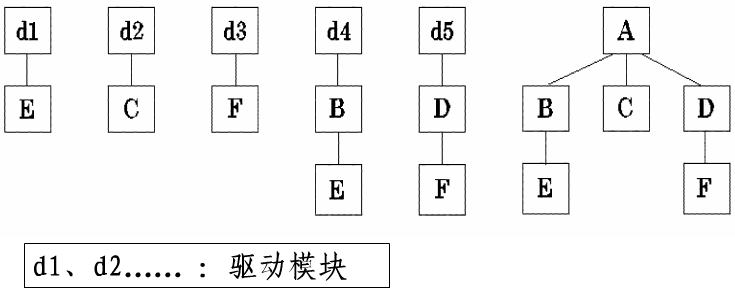 d1 d2 d3 d4 d5 A
E C F B D B C D
E F E F
d1、d2……：驱动模块